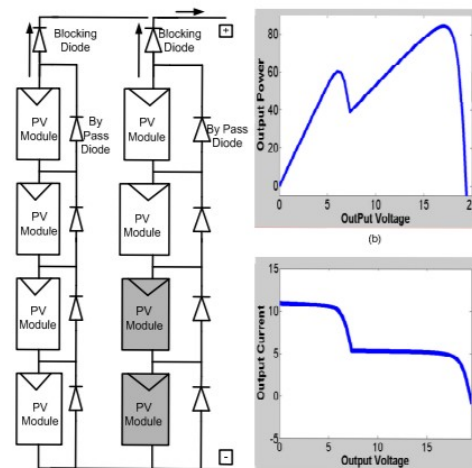 Blocking
Diode
Blocking
Diode
+
PV
Module
By
Pass
Diode
PV
Module
By Pass
Diode
PV
Module
PV
Module
PV
Module
PV
Module
PV
Module
PV
Module
-
Output Power
80
60
40
20
0
0
5
10
15
OutPut Voltage
(b)
Output Current
15
10
5
0
-5
0
5
10
15
Output Voltage